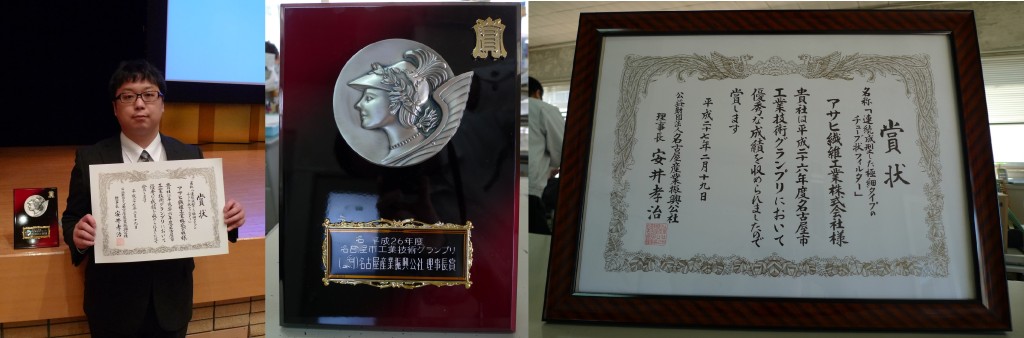 賞
平成26年度
名古屋市工業技術グランプリ
(公財)名古屋産業振興公社 理事長賞
賞状
名称「連続成型した極細タイプの
チューブ状フィルター」
アサヒ繊維工業株式会社様
貴社は平成二十六年度名古屋市
工業技術グランプリにおいて
優秀な成績を収められましたので
賞します
平成二十七年二月十九日
公益財団法人名古屋産業振興公社
理事長 安井孝治